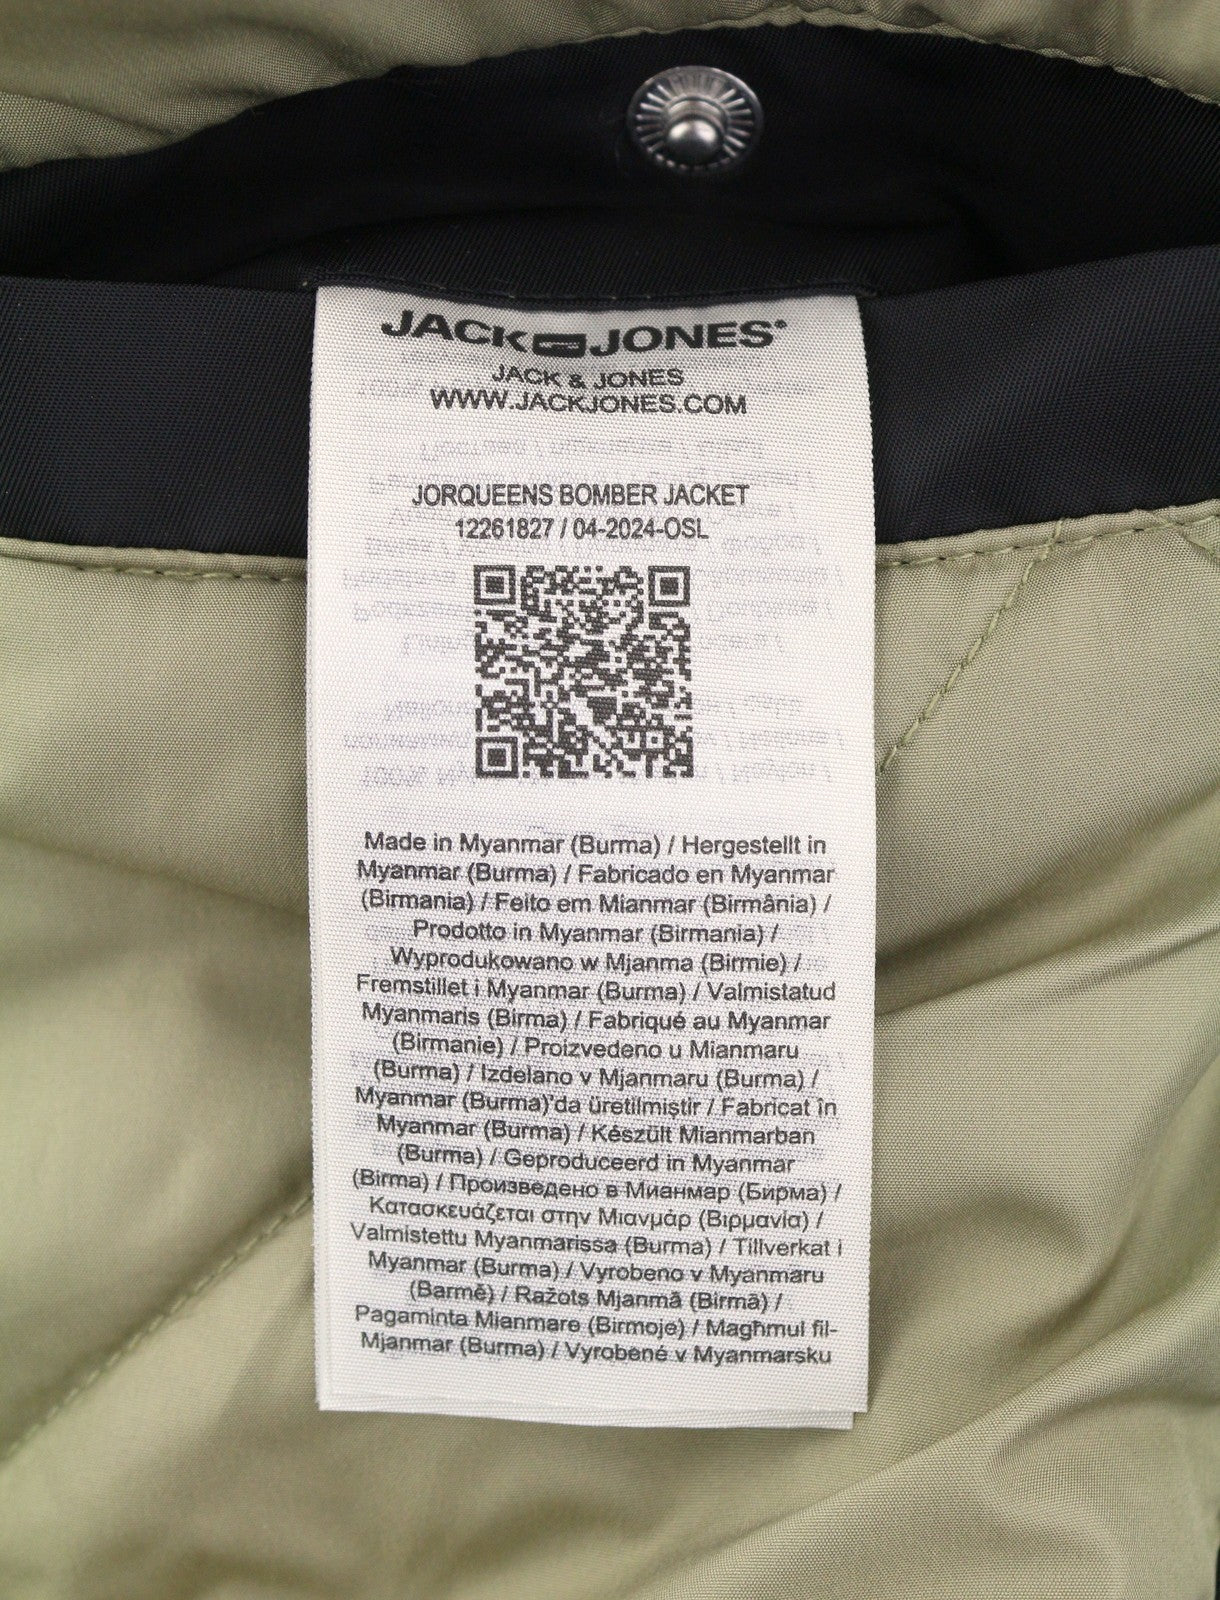 JACK JONES
JACK & JONES
WWW.JACKJONES.COM
JORQUEENS BOMBER JACKET
12261827 / 04-2024-OSL
Made in Myanmar (Burma) / Hergestellt in
Myanmar (Burma) / Fabricado en Myanmar
(Birmania) / Feito em Mianmar (Birmânia) /
Prodotto in Myanmar (Birmania) /
Wyprodukowano w Mjanma (Birmie) /
Fremstillet i Myanmar (Burma) / Valmistatud
Myanmaris (Birma) / Fabriqué au Myanmar
(Birmanie) / Proizvedeno u Mianmaru
(Burma) / Izdelano v Mjanmaru (Burma) /
Myanmar (Burma)'da üretilmiştir / Fabricat în
Myanmar (Burma) / Készült Mianmarban
(Burma) / Geproduceerd in Myanmar
(Birma) / Произведено в Мианмар (Бирма) /
Κατασκευάζεται στην Μιανμάρ (Βιρμανία) /
Valmistettu Myanmarissa (Burma) / Tillverkat i
Myanmar (Burma) / Vyrobeno v Myanmaru
(Barmě) / Ražots Mjanmā (Birmā) /
Pagaminta Mianmare (Birmoje) / Magħmul fil-
Mjanmar (Burma) / Vyrobené v Myanmarsku